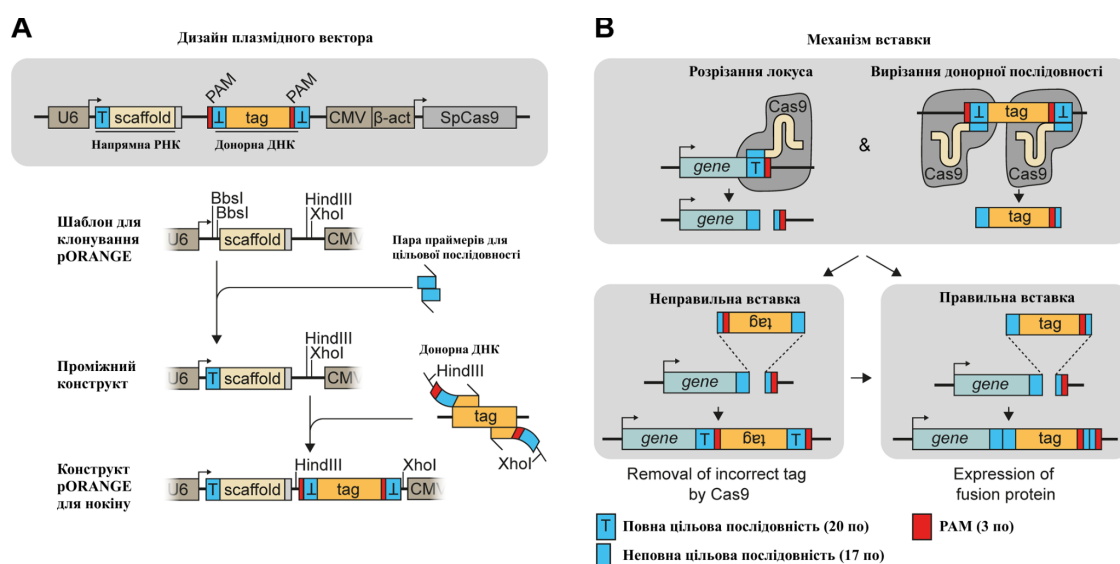 A
Дизайн плазмідного вектора
PAM
PAM
U6
T
scaffold
T
tag
T
CMV
β-act
SpCas9
Напрямна РНК
Донорна ДНК
Шаблон для
клонування
pORANGE
BbsI
BbsI
HindIII
XhoI
U6
scaffold
CMV
Пара праймерів для
цільової послідовності
Проміжний
конструкт
HindIII
XhoI
U6
T
scaffold
CMV
Донорна ДНК
HindIII
tag
XhoI
Конструкт
pORANGE
для нокіну
HindIII
XhoI
U6
T
scaffold
T
tag
T
CMV
B
Механізм вставки
Розрізання локуса
Cas9
gene
T
gene
&
Вирізання донорної послідовності
T
tag
T
Cas9
Cas9
tag
Неправильна вставка
tag
gene
gene
T
tag
T
Removal of incorrect tag
by Cas9
Правильна вставка
tag
gene
gene
tag
Expression of
fusion protein
T
Повна цільова послідовність (20 по)
PAM (3 по)
Неповна цільова послідовність (17 по)